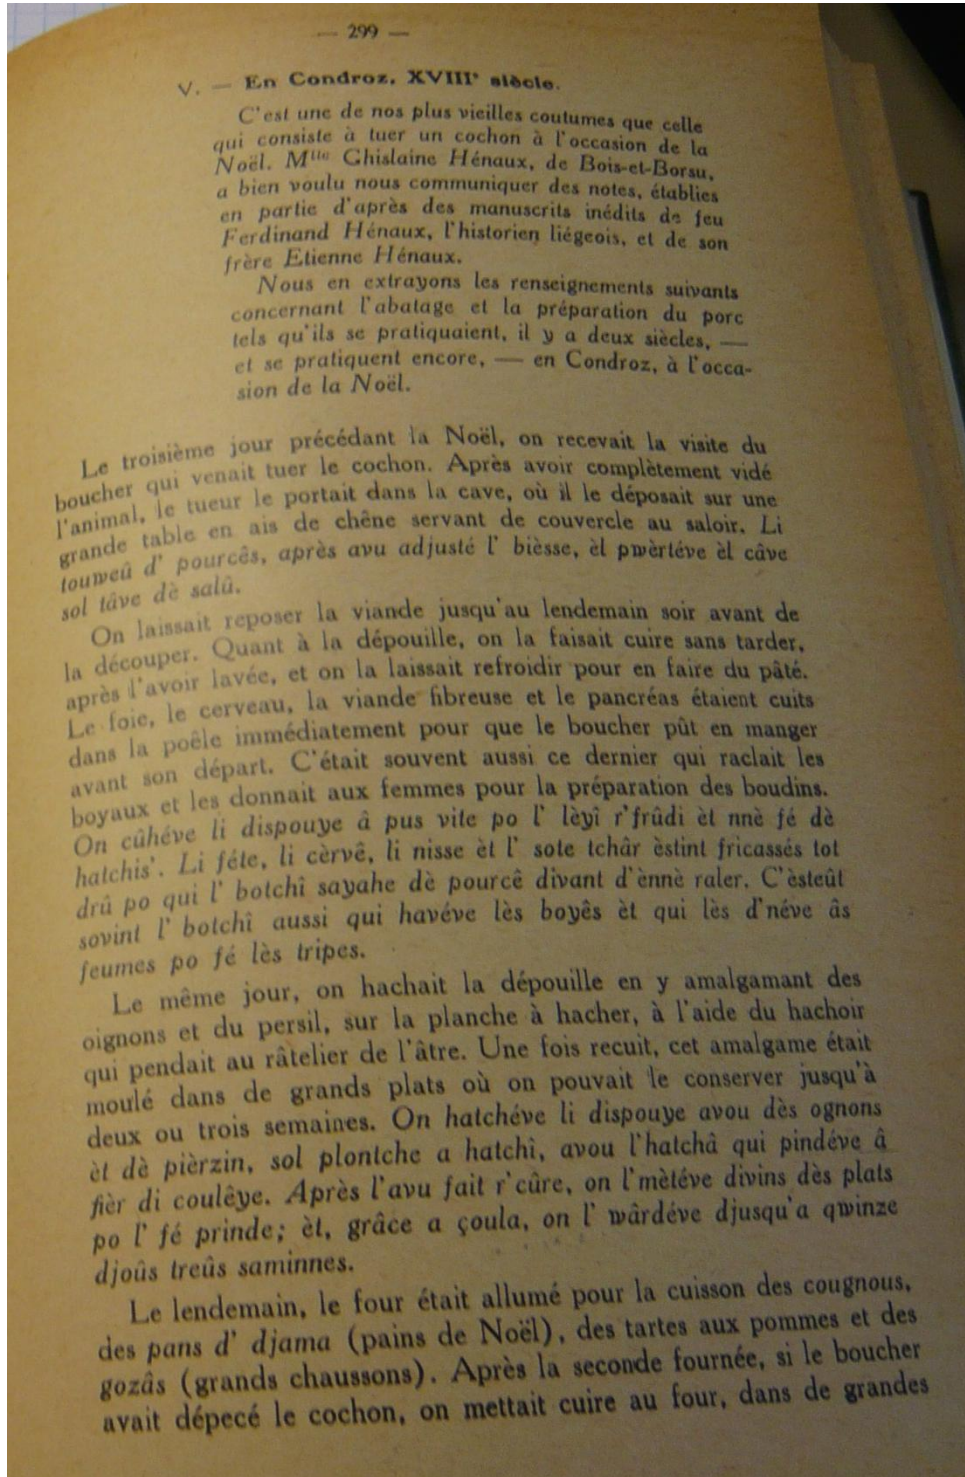 — 299 —
V. — En Condroz, XVIIIᵉ siècle.
C'est une de nos plus vieilles coutumes que celle
qui consiste à tuer un cochon à l'occasion de la
Noël. Mˡˡᵉ Ghislaine Hénaux, de Bois-et-Borsu,
a bien voulu nous communiquer des notes, établies
en partie d'après des manuscrits inédits de feu
Ferdinand Hénaux, l'historien liégeois, et de son
frère Etienne Hénaux.
Nous en extrayons les renseignements suivants
concernant l'abatage et la préparation du porc
tels qu'ils se pratiquaient, il y a deux siècles, —
et se pratiquent encore, — en Condroz, à l'occa-
sion de la Noël.
Le troisième jour précédant la Noël, on recevait la visite du
boucher qui venait tuer le cochon. Après avoir complètement vidé
l'animal, le tueur le portait dans la cave, où il le déposait sur une
grande table en ais de chêne servant de couvercle au saloir. Li
touweû d' pourcês, après avu adjusté l' bièsse, èl pwèrtéve èl câve
sol tâve dè salû.
On laissait reposer la viande jusqu'au lendemain soir avant de
la découper. Quant à la dépouille, on la faisait cuire sans tarder,
après l'avoir lavée, et on la laissait refroidir pour en faire du pâté.
Le foie, le cerveau, la viande fibreuse et le pancréas étaient cuits
dans la poêle immédiatement pour que le boucher pût en manger
avant son départ. C'était souvent aussi ce dernier qui raclait les
boyaux et les donnait aux femmes pour la préparation des boudins.
On cûhéve li dispouye â pus vite po l' lèyî r'frûdi èt nnè fé dè
hatchis'. Li féte, li cèrvê, li nisse èt l' sote tchâr èstint fricassés tot
drû po qui l' botchî sayahe dè pourcê divant d'ènnè raler. C'èsteût
sovint l' botchî aussi qui havéve lès boyês èt qui lès d'néve âs
feumes po fé lès tripes.
Le même jour, on hachait la dépouille en y amalgamant des
oignons et du persil, sur la planche à hacher, à l'aide du hachoir
qui pendait au râtelier de l'âtre. Une fois recuit, cet amalgame était
moulé dans de grands plats où on pouvait le conserver jusqu'à
deux ou trois semaines. On hatchéve li dispouye avou dès ognons
èt dè pièrzin, sol plontche a hatchî, avou l'hatchâ qui pindéve â
fièr di coulêye. Après l'avu fait r'cûre, on l'mètéve divins dès plats
po l' fé prinde; èt, grâce a çoula, on l' wârdéve djusqu'a qwinze
djoûs treûs saminnes.
Le lendemain, le four était allumé pour la cuisson des cougnous,
des pans d' djama (pains de Noël), des tartes aux pommes et des
gozâs (grands chaussons). Après la seconde fournée, si le boucher
avait dépecé le cochon, on mettait cuire au four, dans de grandes